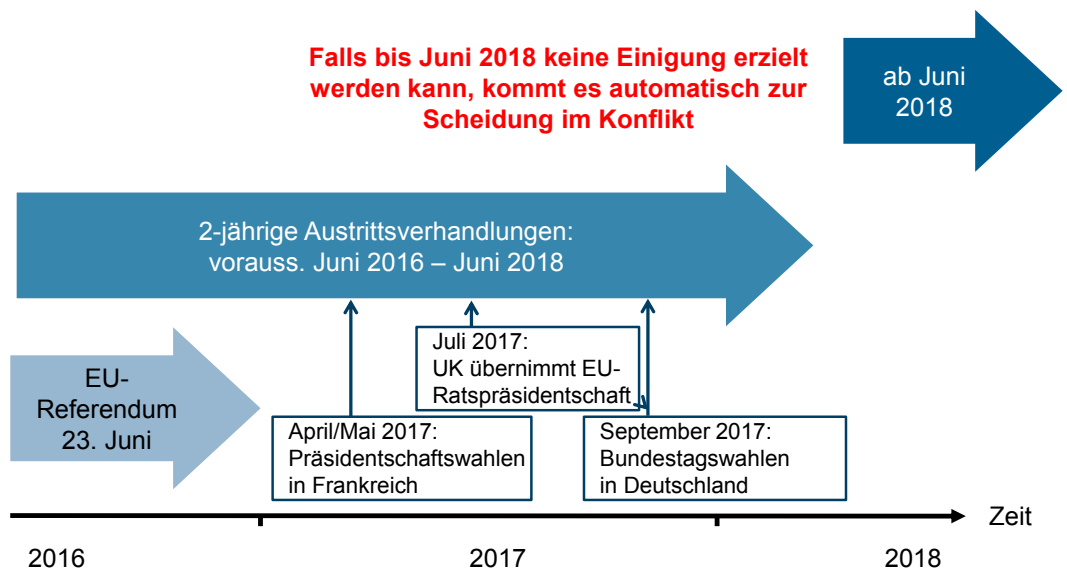 Falls bis Juni 2018 keine Einigung erzielt
werden kann, kommt es automatisch zur
Scheidung im Konflikt
ab Juni
2018
2-jährige Austrittsverhandlungen:
vorauss. Juni 2016 – Juni 2018
EU-
Referendum
23. Juni
Juli 2017:
UK übernimmt EU-
Ratspräsidentschaft
April/Mai 2017:
Präsidentschaftswahlen
in Frankreich
September 2017:
Bundestagswahlen
in Deutschland
Zeit
2016
2017
2018